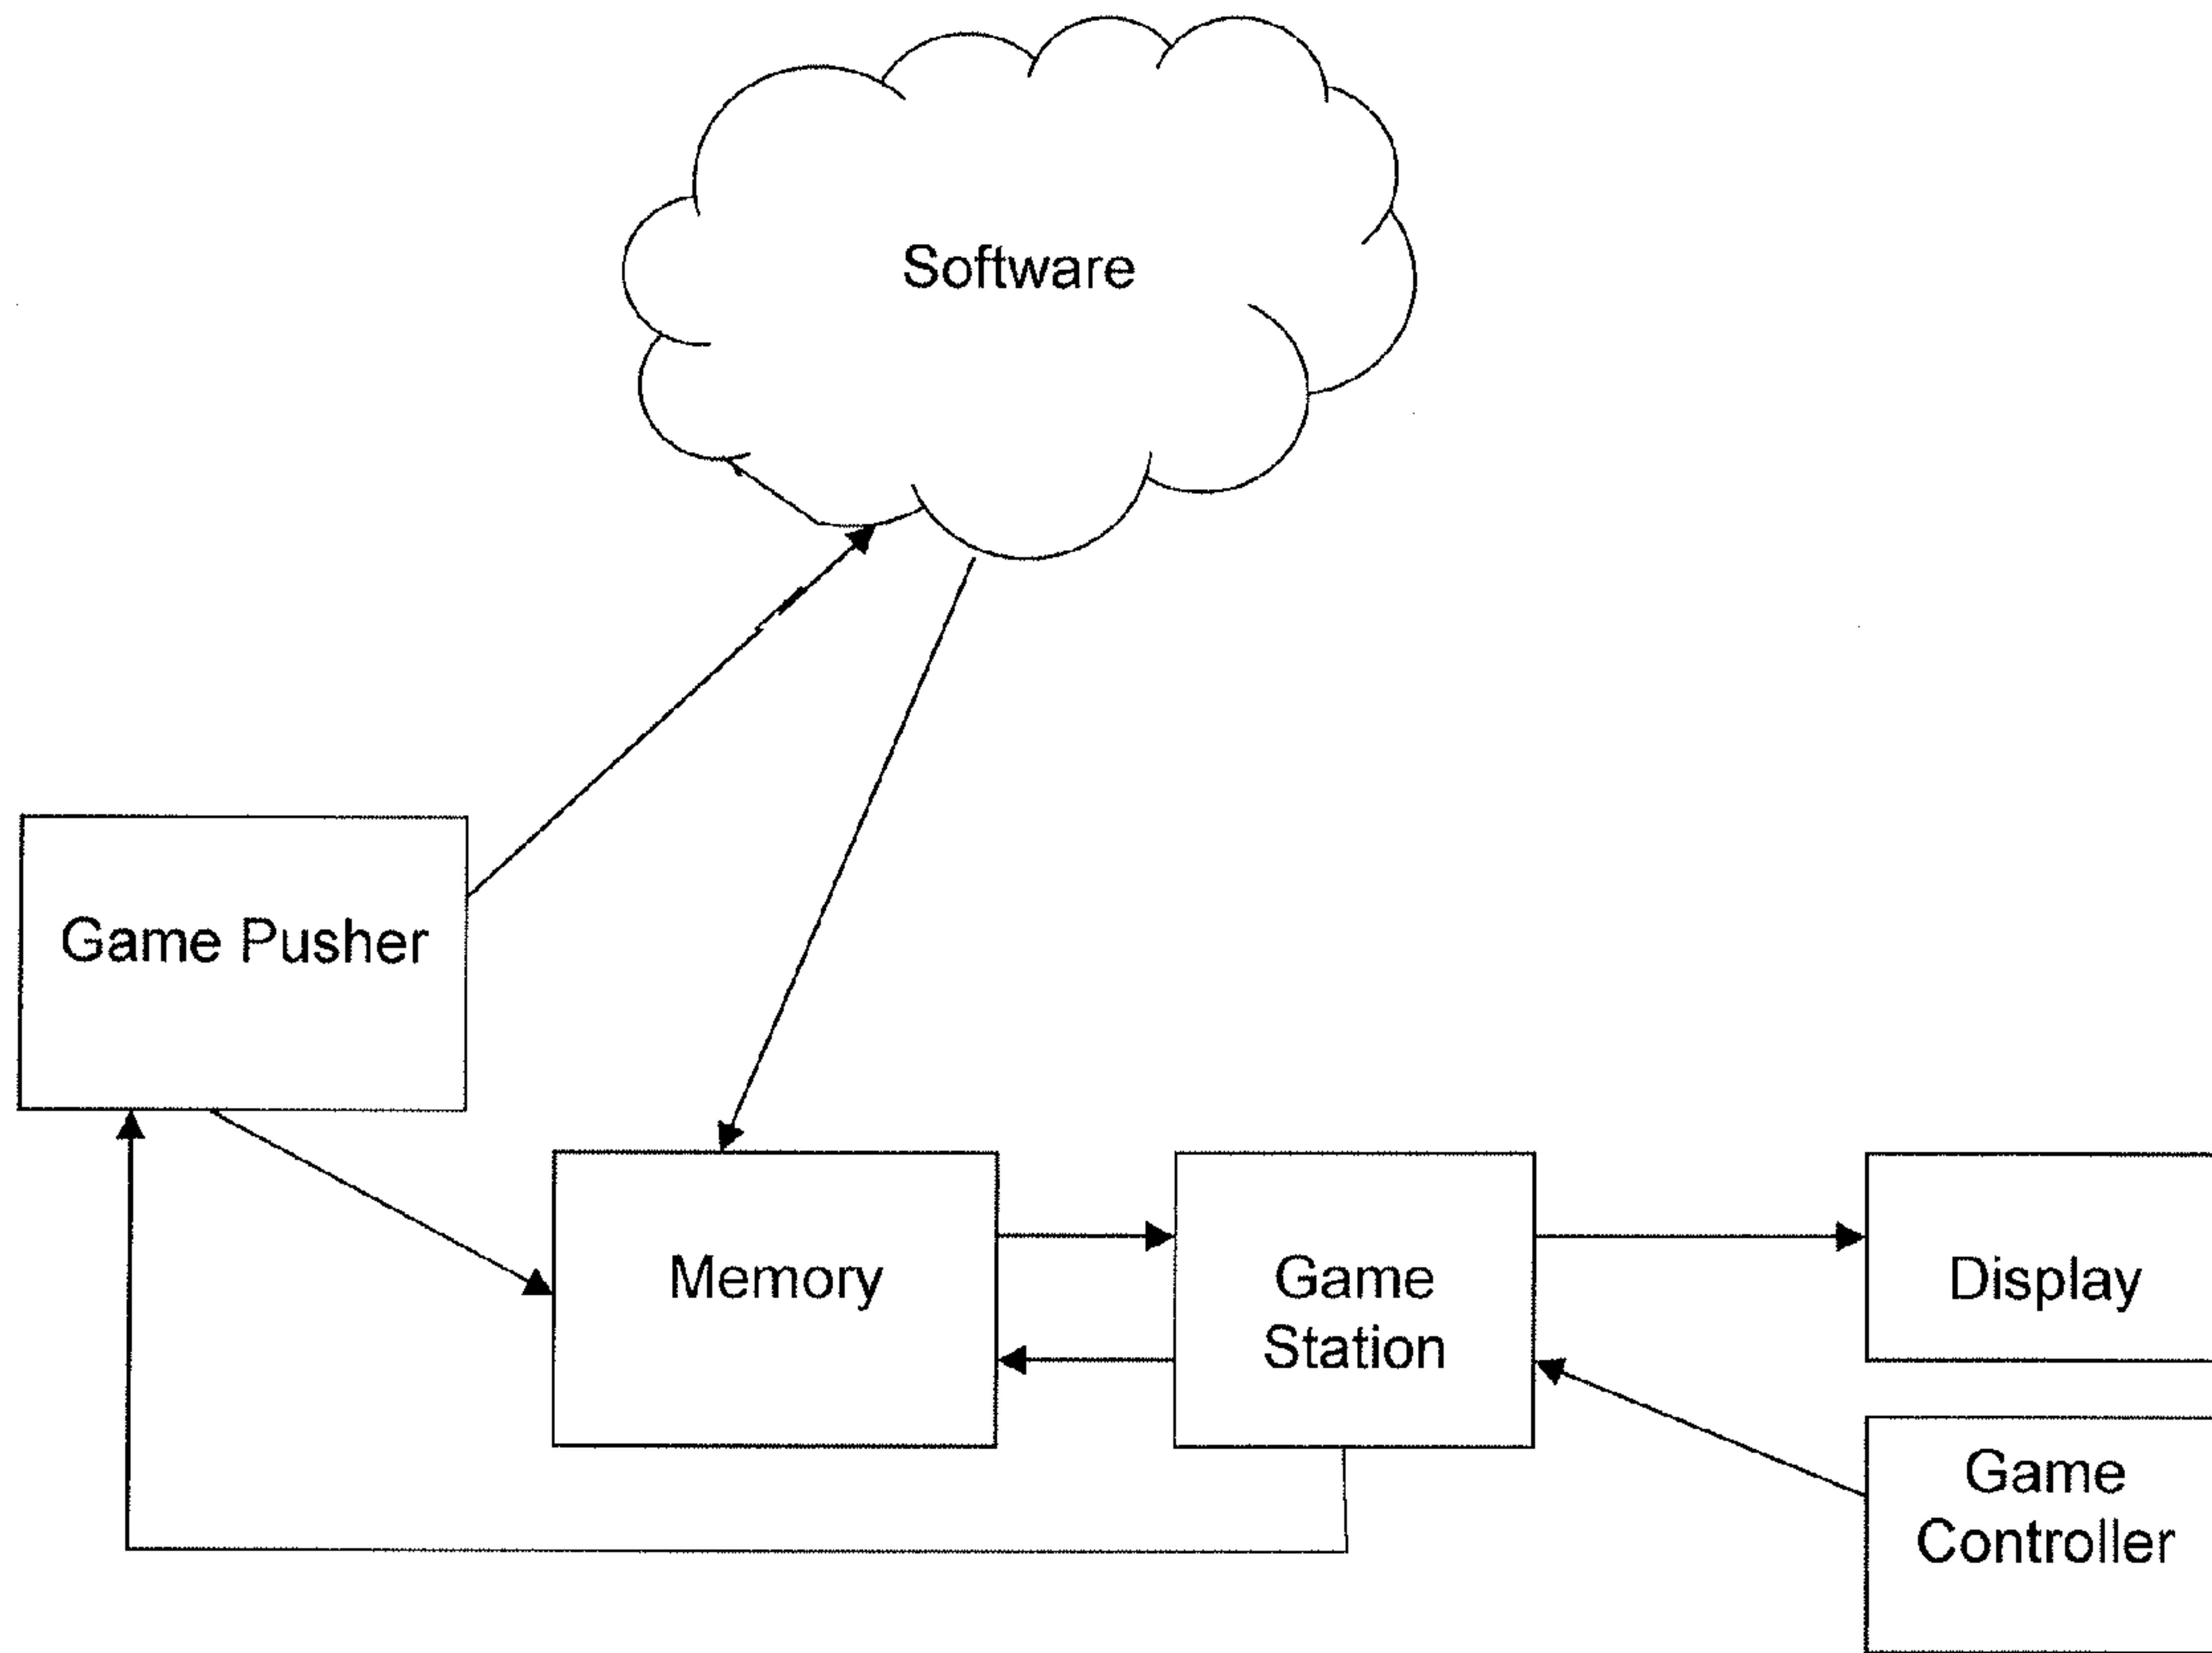 Software
Game Pusher
Memory
Game
Station
Display
Game
Controller